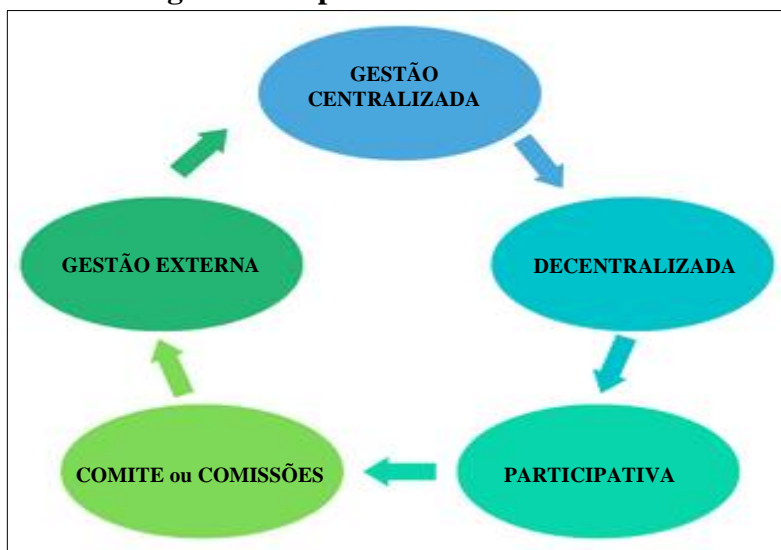 GESTÃO
CENTRALIZADA
GESTÃO EXTERNA
DECENTRALIZADA
COMITE ou COMISSÕES
PARTICIPATIVA